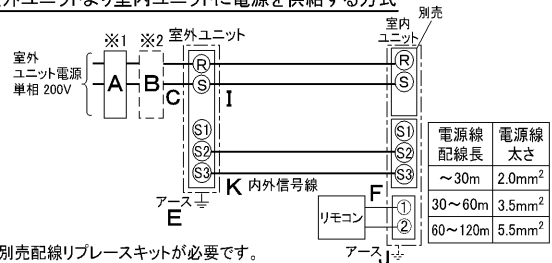 外ユニットより室内ユニットに電源を供給する方式
別売
※1 ※2 室外ユニット 室内
ユニット
室外
ユニット電源
単相 200V
A B C R S I R S
S1 S1
S2 S2
S3 S3
K 内外信号線 F
アース
E
リモコン ① ②
アース J
電源線
配線長 電源線
太さ
～30m 2.0mm²
30～60m 3.5mm²
60～120m 5.5mm²
別売配線リプレースキットが必要です。